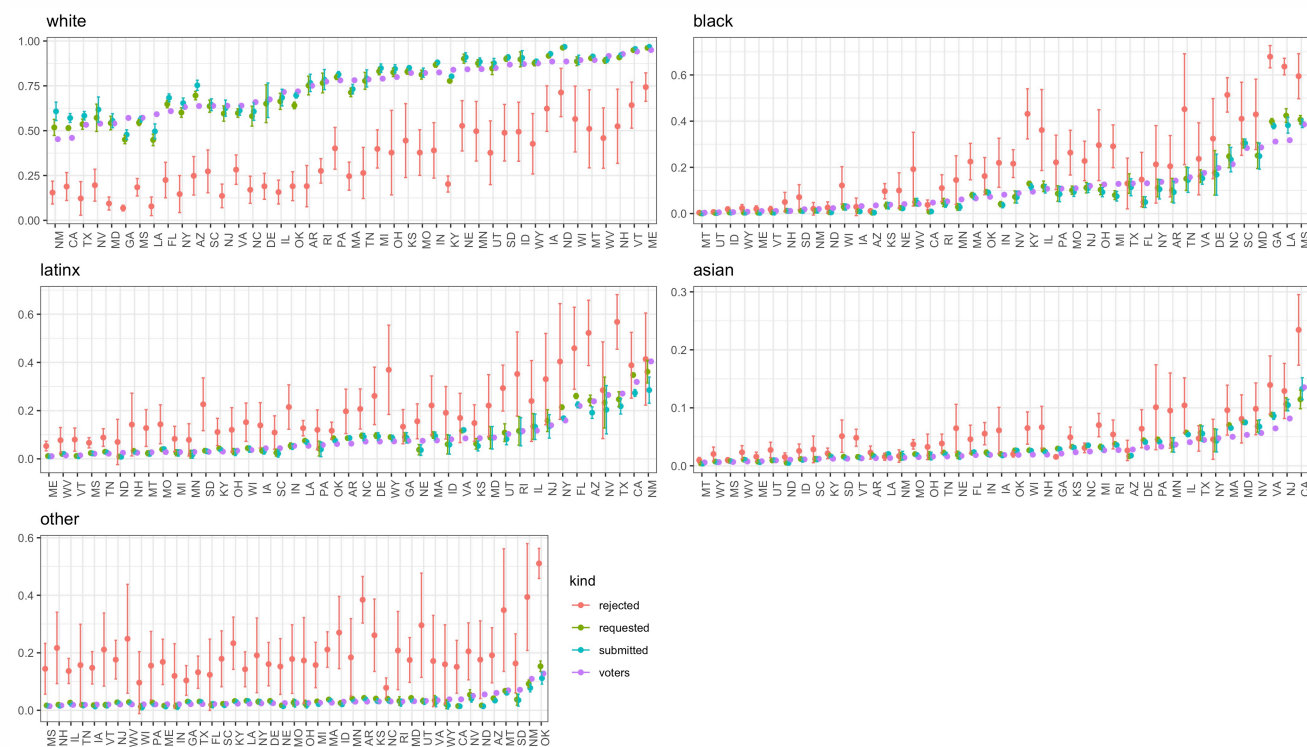 white
1.00
0.75
0.50
0.25
0.00
NM CA TX NV MD GA MS LA FL NY AZ SC NJ VA NC DE IL OK AR RI PA MA TN MI OH KS MO IN KY NE MN UT SD ID WY IA ND WI MT WV NH VT ME
black
0.6
0.4
0.2
0.0
MT UT ID WY ME VT NH SD NM ND WI IA AZ KS NE WV CA RI MN MA OK IN NV KY IL PA MO NJ OH MI TX FL NY AR TN VA DE NC SC MD GA LA MS
latinx
0.6
0.4
0.2
0.0
ME WV VT MS TN ND NH MT MO MI MN SD KY OH WI IA SC IN LA PA OK AR NC DE WY GA NE MA ID VA KS MD UT RI IL NJ NY FL AZ NV TX CA NM
asian
0.3
0.2
0.1
0.0
MT WY MS WV ME UT ND ID SC KY SD VT AR LA NM MO OH TN NE FL IN IA OK WI NH GA KS NC MI RI AZ DE PA MN IL TX NY MA MD NV VA NJ CA
other
0.6
0.4
0.2
0.0
MS NH IL TN IA VT NJ WV WI PA ME IN GA TX FL SC KY LA NY DE NE MO OH MI MA ID MN AR KS NC RI MD UT VA WY CA NV ND AZ MT SD NM OK
kind
rejected
requested
submitted
voters